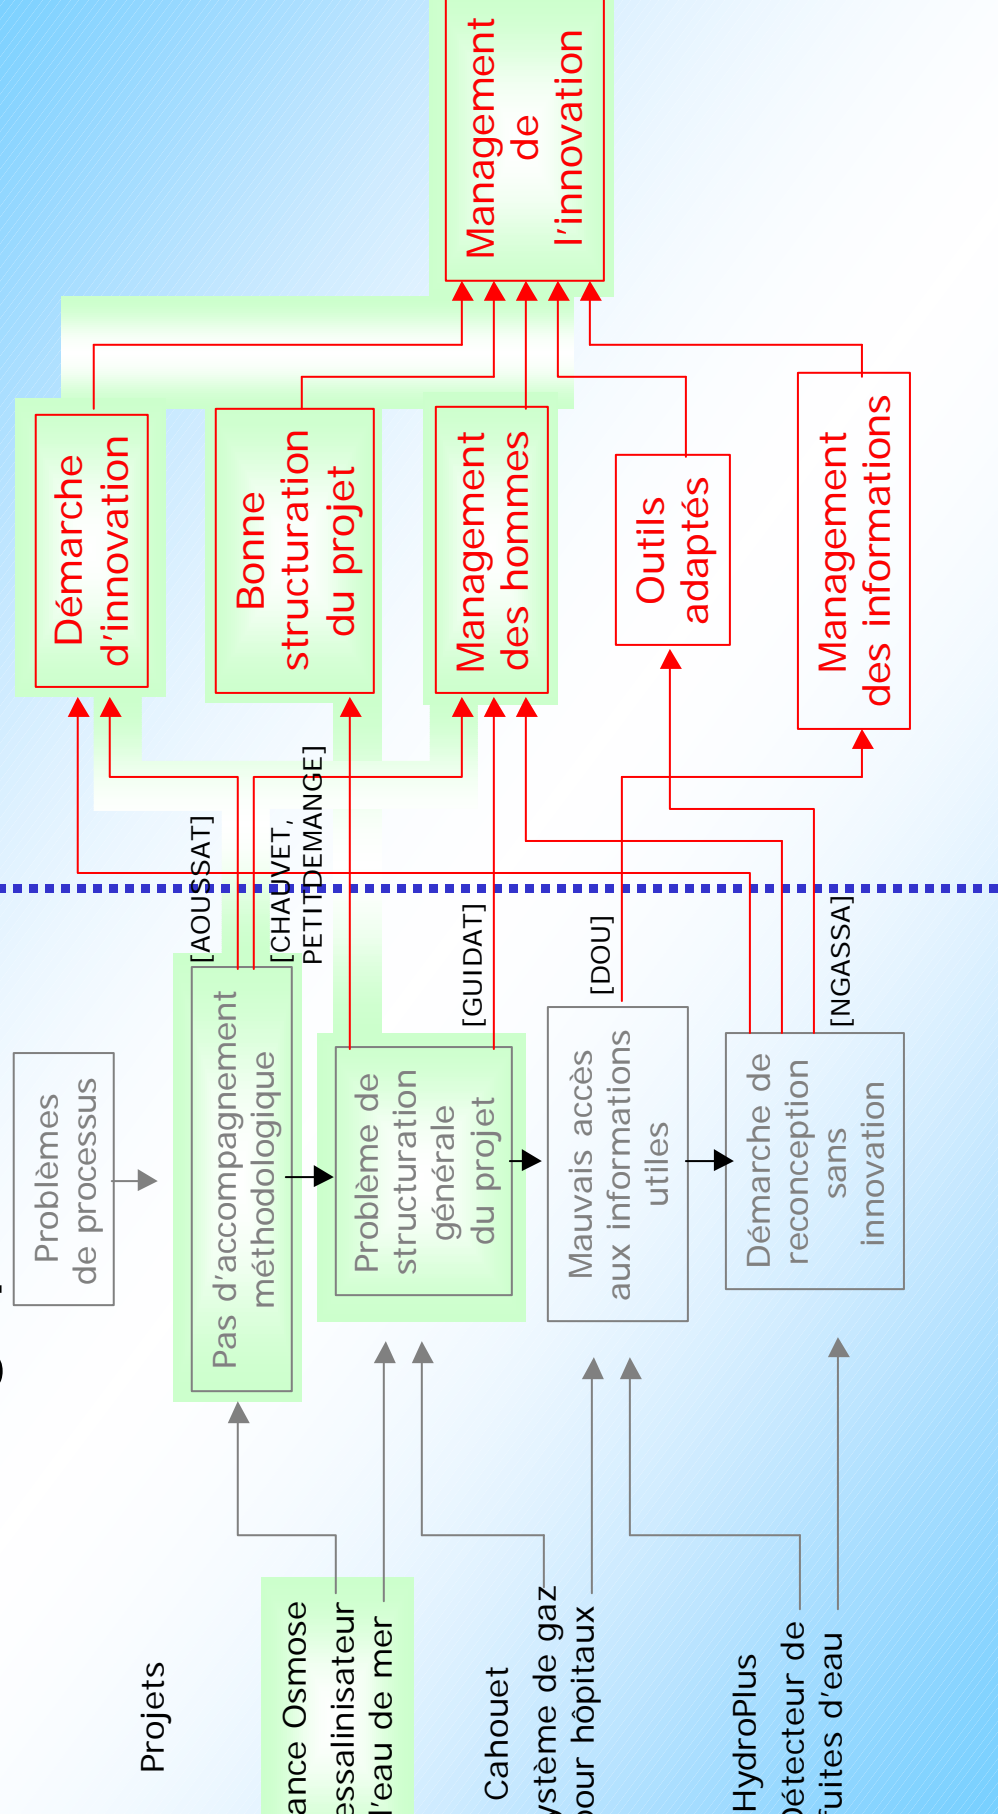 Projets
ance Osmose
essalinisateur
l'eau de mer
Cahouet
ystème de gaz
pour hôpitaux
HydroPlus
Détecteur de
fuites d'eau
Problèmes
de processus
Pas d'accompagnement
méthodologique
Problème de
structuration
générale
du projet
Mauvais accès
aux informations
utiles
Démarche de
reconception
sans
innovation
[AOUSSAT]
[CHAUVET,
PETITDEMANGE]
[GUIDAT]
[DOU]
[NGASSA]
Démarche
d'innovation
Bonne
structuration
du projet
Management
des hommes
Outils
adaptés
Management
des informations
Management
de
l'innovation